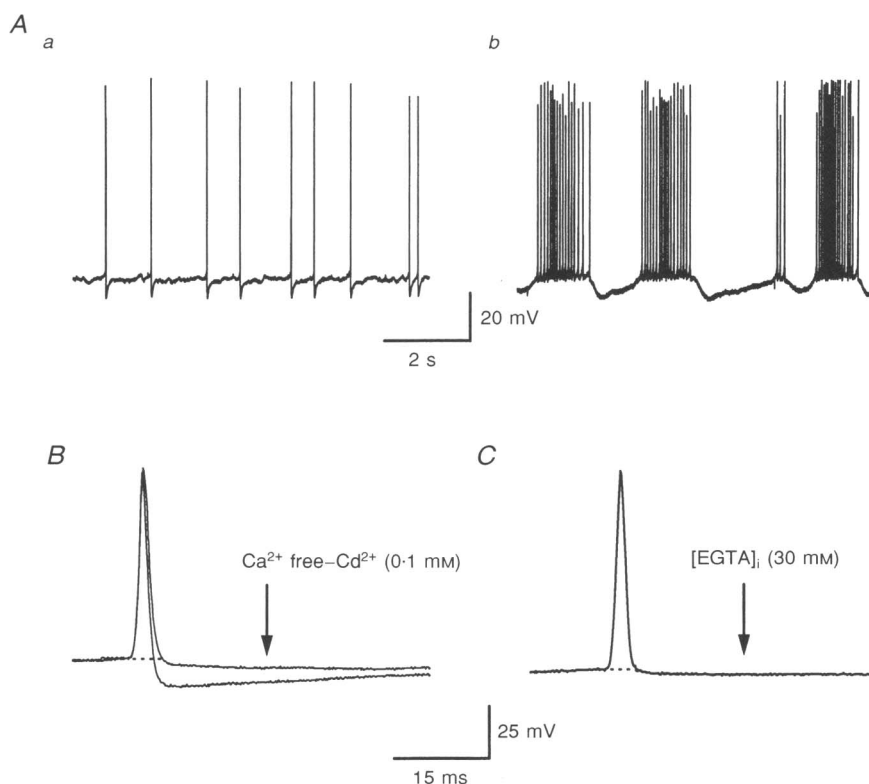 A
a
b
20 mV
2 s
B
C
Ca²⁺ free–Cd²⁺ (0·1 mM)
[EGTA]ᵢ (30 mM)
25 mV
15 ms